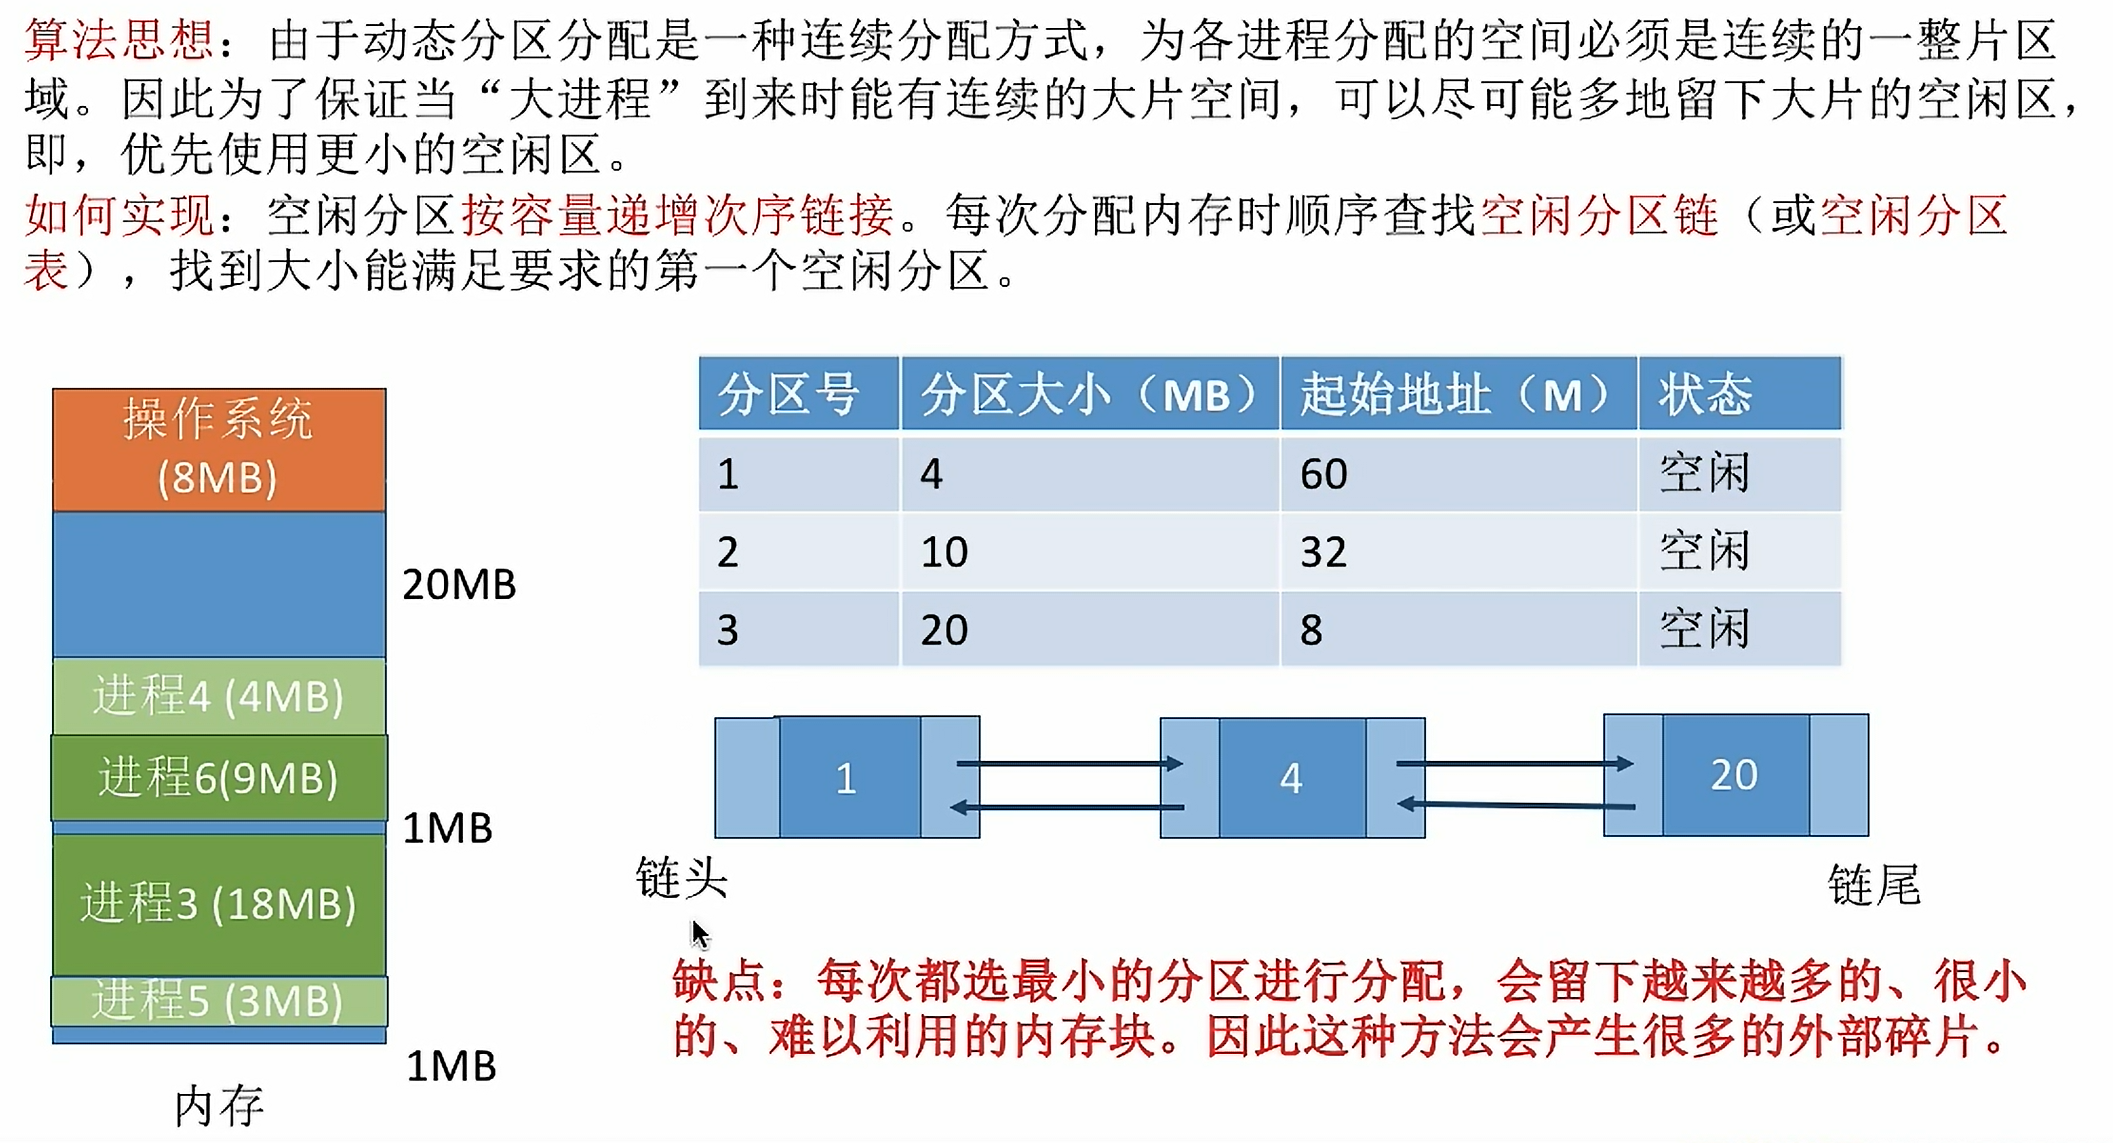 算法思想：由于动态分区分配是一种连续分配方式，为各进程分配的空间必须是连续的一整片区
域。因此为了保证当“大进程”到来时能有连续的大片空间，可以尽可能多地留下大片的空闲区，
即，优先使用更小的空闲区。
如何实现：空闲分区按容量递增次序链接。每次分配内存时顺序查找空闲分区链（或空闲分区
表），找到大小能满足要求的第一个空闲分区。
操作系统
(8MB)
20MB
进程4 (4MB)
进程6(9MB)
1MB
进程3 (18MB)
进程5 (3MB)
1MB
内存
分区号 分区大小（MB） 起始地址（M） 状态
1 4 60 空闲
2 10 32 空闲
3 20 8 空闲
1 4 20
链头 链尾
缺点：每次都选最小的分区进行分配，会留下越来越多的、很小
的、难以利用的内存块。因此这种方法会产生很多的外部碎片。